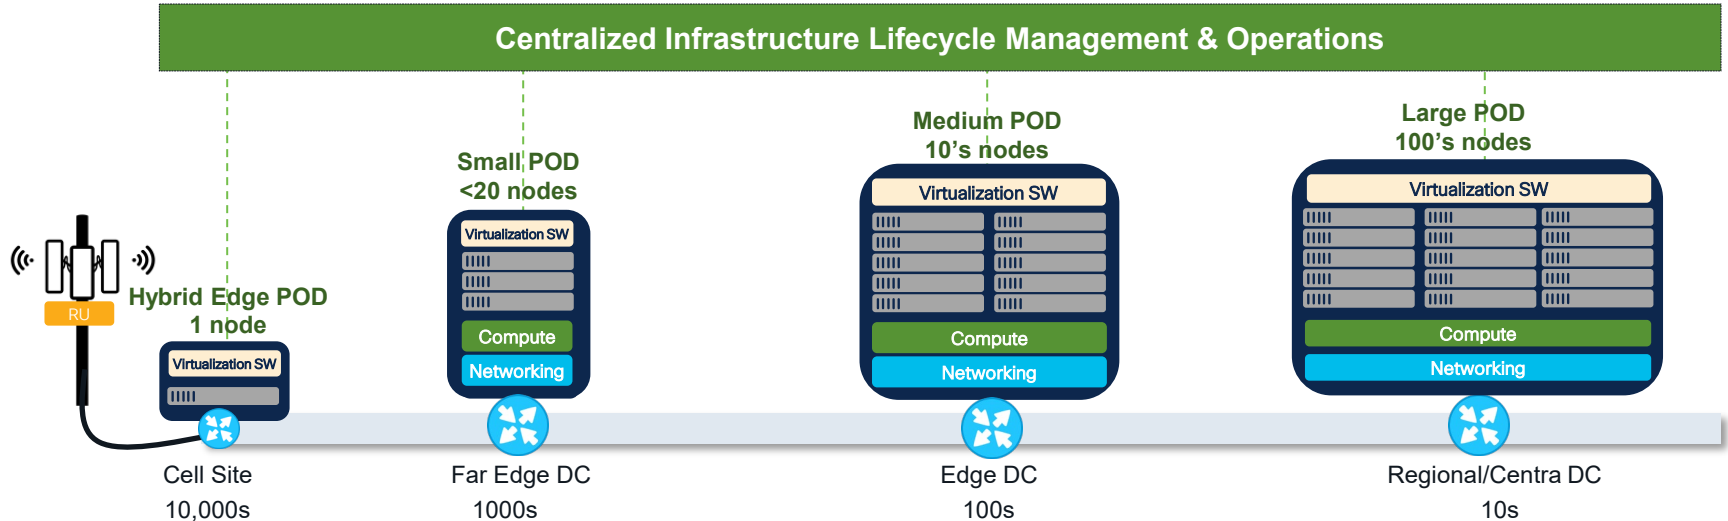 Centralized Infrastructure Lifecycle Management & Operations
Hybrid Edge POD
1 node
Virtualization SW
RU
Cell Site
10,000s
Small POD
<20 nodes
Virtualization SW
Compute
Networking
Far Edge DC
1000s
Medium POD
10’s nodes
Virtualization SW
Compute
Networking
Edge DC
100s
Large POD
100’s nodes
Virtualization SW
Compute
Networking
Regional/Centra DC
10s